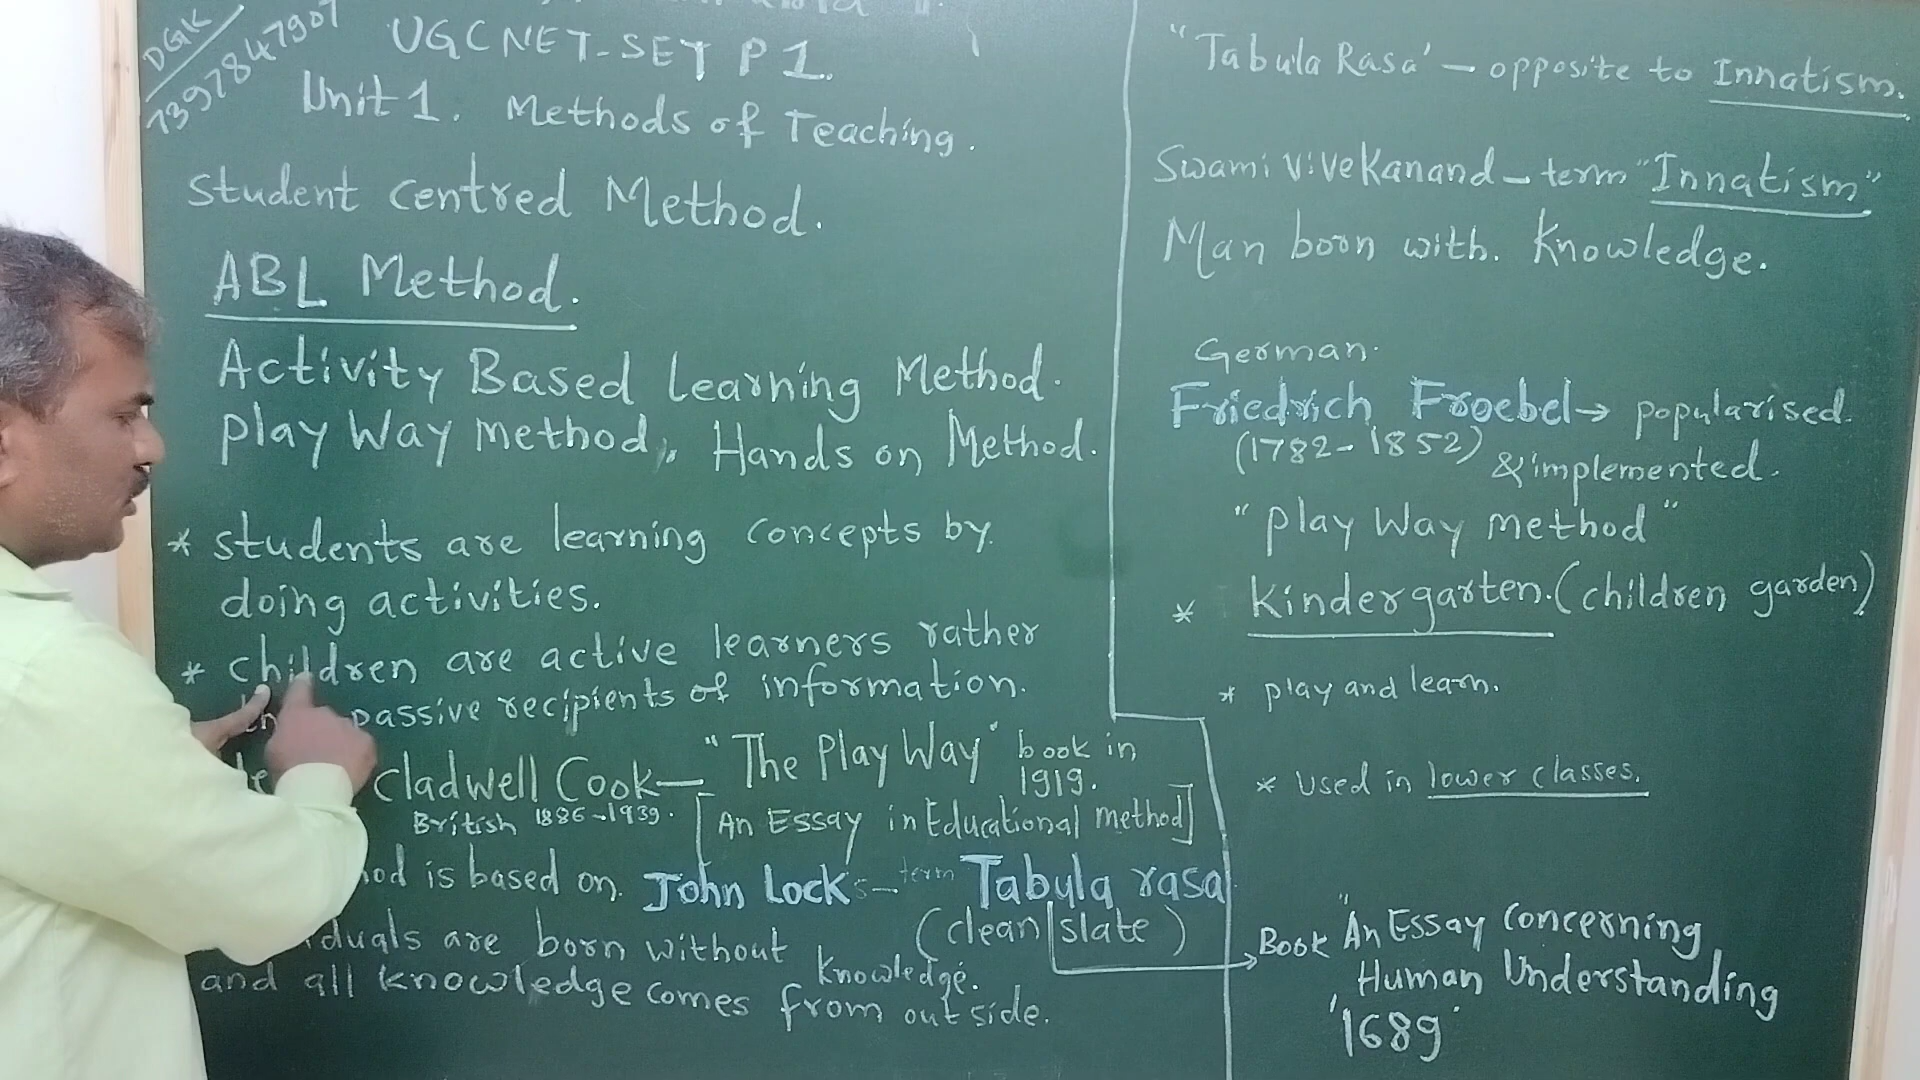 DGK
7397847907
UGC NET-SET P1.
Unit 1. Methods of Teaching.
Student Centred Method.
ABL Method.
Activity Based Learning Method.
Play Way method, Hands on Method.
* Students are learning concepts by.
doing activities.
* children are active learners rather
passive recipients of information.
Cladwell Cook — "The Play Way" book in 1919.
British 1886-1939. [An Essay in Educational method]
is based on. John Locks — term Tabula rasa
(clean slate)
are born without knowledge.
and all knowledge comes from outside.
"Tabula Rasa' — opposite to Innatism.
Swami Vivekanand — term "Innatism"
Man born with. Knowledge.
German.
Friedrich Froebel → popularised.
(1782-1852) & implemented.
"Play Way method"
* Kindergarten. (children garden)
* play and learn.
* Used in lower classes.
Book "An Essay Concerning
Human Understanding
'1689'